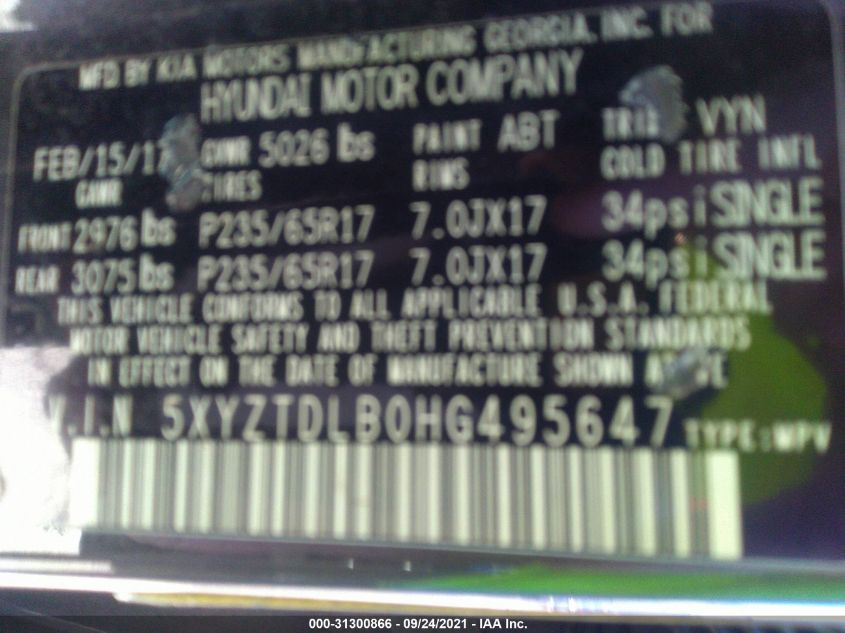 MFD BY KIA MOTORS MANUFACTURING GEORGIA, INC. FOR
HYUNDAI MOTOR COMPANY
FEB/15/17 GVWR 5026 lbs PAINT ABT TRIM VYN
GAWR TIRES RIMS COLD TIRE INFL
FRONT 2976 lbs P235/65R17 7.0JX17 34psi SINGLE
REAR 3075 lbs P235/65R17 7.0JX17 34psi SINGLE
THIS VEHICLE CONFORMS TO ALL APPLICABLE U.S.A. FEDERAL
MOTOR VEHICLE SAFETY AND THEFT PREVENTION STANDARDS
IN EFFECT ON THE DATE OF MANUFACTURE SHOWN ABOVE
V.I.N 5XYZTDLB0HG495647 TYPE:MPV
000-31300866 - 09/24/2021 - IAA Inc.